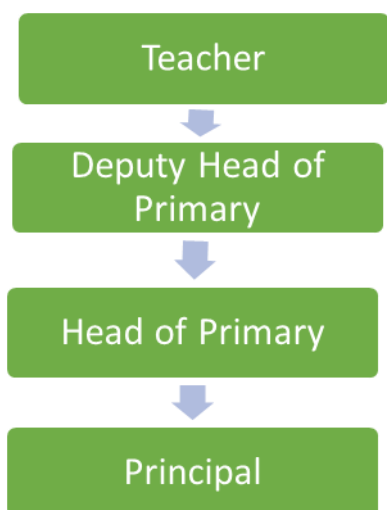 Teacher
Deputy Head of
Primary
Head of Primary
Principal